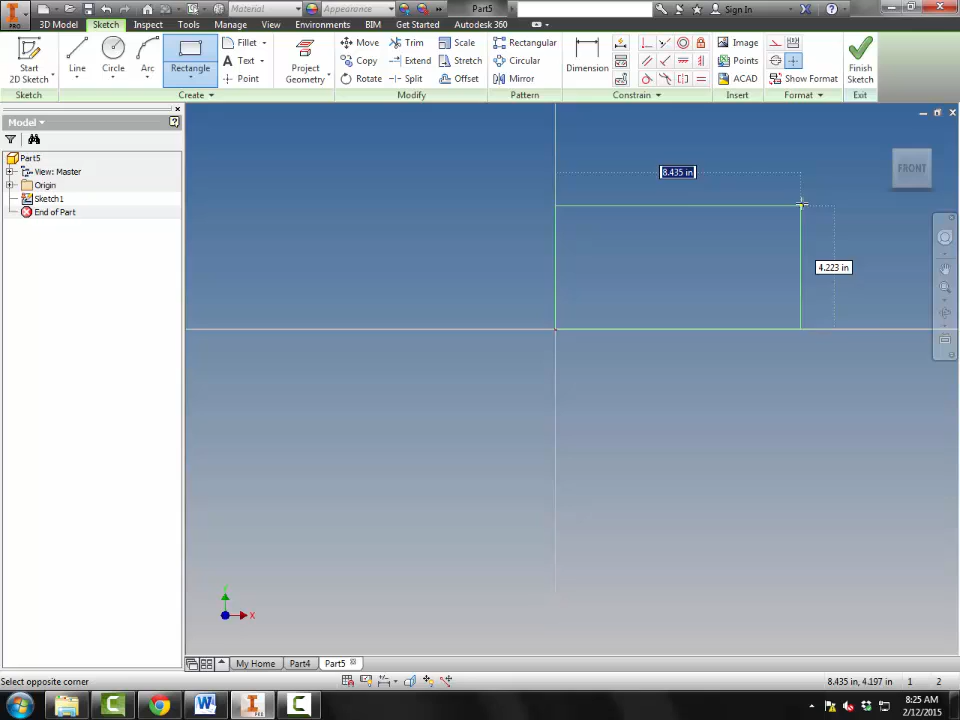 PRO
Material
Appearance
Part5
Sign In
3D Model
Sketch
Inspect
Tools
Manage
View
Environments
BIM
Get Started
Autodesk 360
Start
2D Sketch
Line
Circle
Arc
Rectangle
Fillet
Text
Point
Project
Geometry
Move
Copy
Rotate
Trim
Extend
Split
Scale
Stretch
Offset
Rectangular
Circular
Mirror
Dimension
Image
Points
ACAD
Show Format
Finish
Sketch
Sketch
Create
Modify
Pattern
Constrain
Insert
Format
Exit
Model
Part5
View: Master
Origin
Sketch1
End of Part
8.435 in
4.223 in
FRONT
Y
X
My Home
Part4
Part5
Select opposite corner
8.435 in, 4.197 in
1
2
8:25 AM
2/12/2015